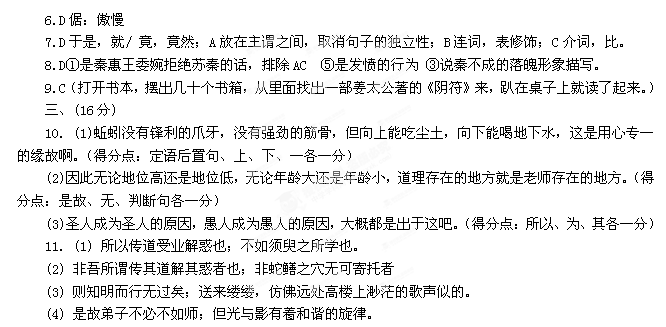 6.D倨：傲慢
7.D于是，就/ 竟，竟然；A放在主谓之间，取消句子的独立性；B连词，表修饰；C介词，比。
8.D①是秦惠王委婉拒绝苏秦的话，排除AC ⑤是发愤的行为 ③说秦不成的落魄形象描写。
9.C（打开书本，摆出几十个书箱，从里面找出一部姜太公著的《阴符》来，趴在桌子上就读了起来。）
三、(16分)
10. (1)蚯蚓没有锋利的爪牙，没有强劲的筋骨，但向上能吃尘土，向下能喝地下水，这是用心专一
的缘故啊。（得分点：定语后置句、上、下、一各一分）
(2)因此无论地位高还是地位低，无论年龄大还是年龄小，道理存在的地方就是老师存在的地方。（得
分点：是故、无、判断句各一分）
(3)圣人成为圣人的原因，愚人成为愚人的原因，大概都是出于这吧。（得分点：所以、为、其各一分）
11. (1) 所以传道受业解惑也；不如须臾之所学也。
(2) 非吾所谓传其道解其惑者也；非蛇鳝之穴无可寄托者
(3) 则知明而行无过矣；送来缕缕，仿佛远处高楼上渺茫的歌声似的。
(4) 是故弟子不必不如师；但光与影有着和谐的旋律。